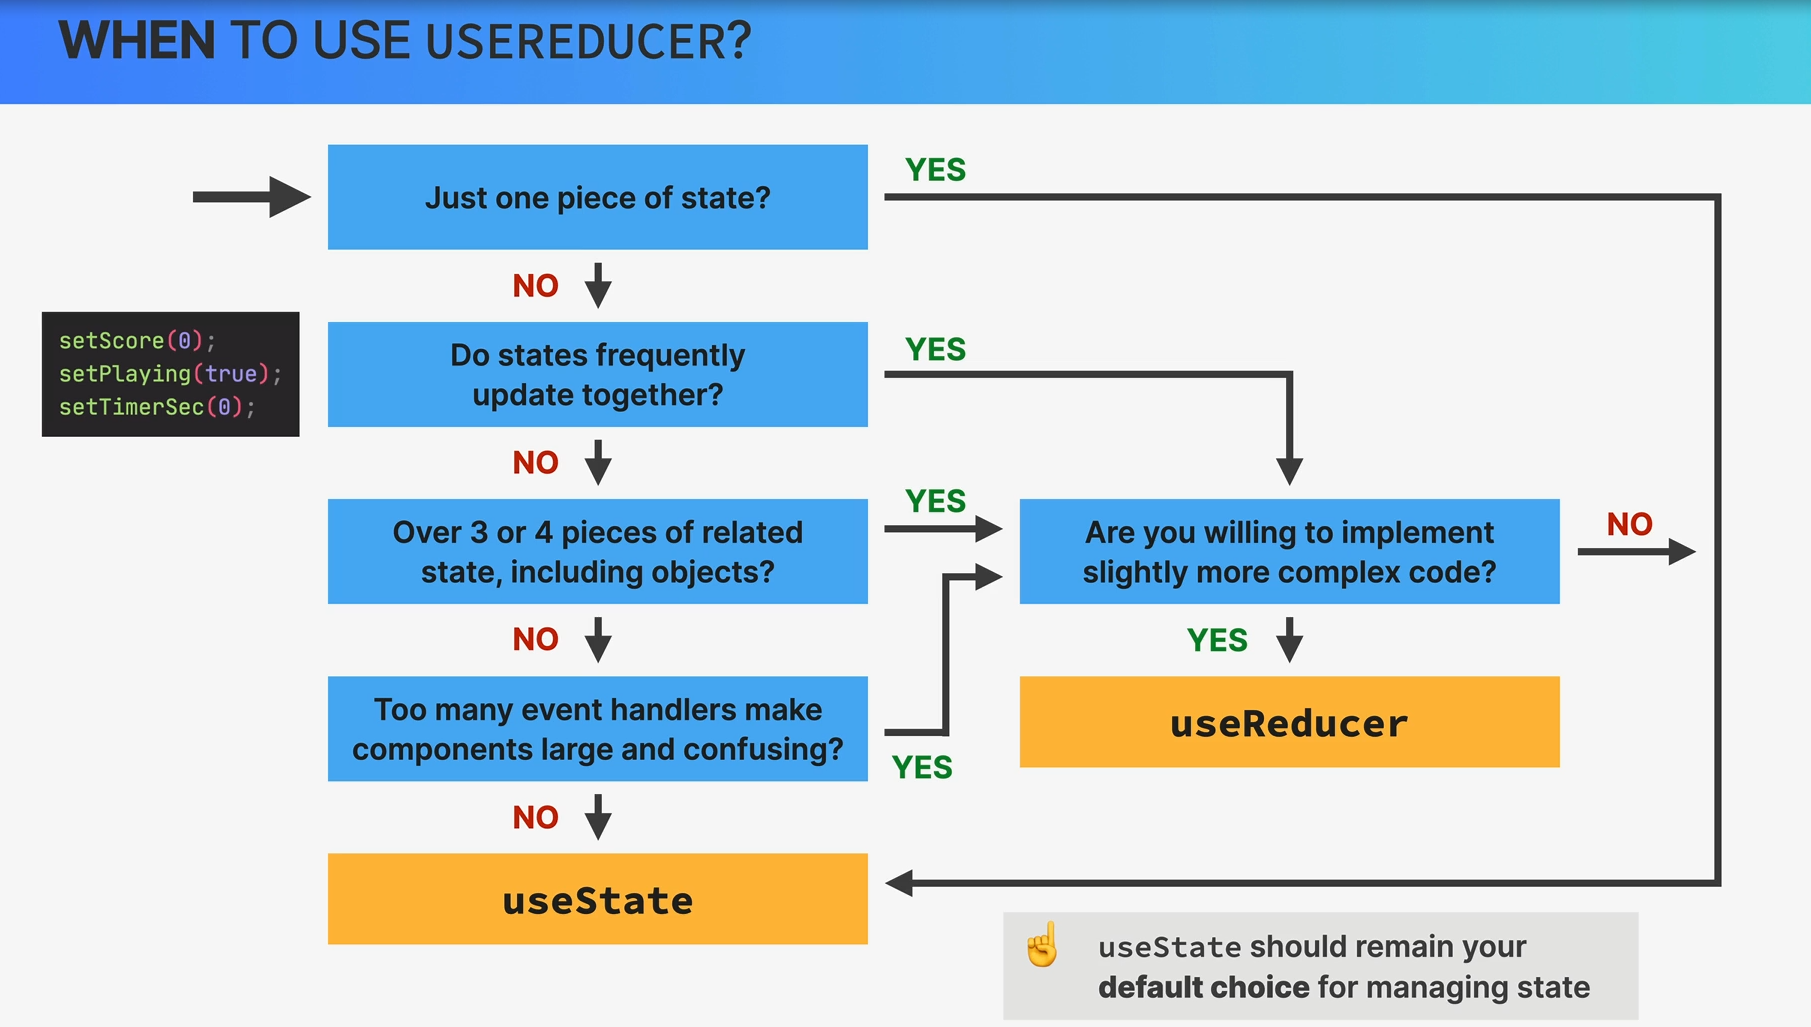 WHEN TO USE USEREDUCER?
Just one piece of state?
YES
NO
setScore(0);
setPlaying(true);
setTimerSec(0);
Do states frequently
update together?
YES
NO
Over 3 or 4 pieces of related
state, including objects?
YES
Are you willing to implement
slightly more complex code?
NO
NO
YES
Too many event handlers make
components large and confusing?
YES
useReducer
NO
useState
useState should remain your
default choice for managing state